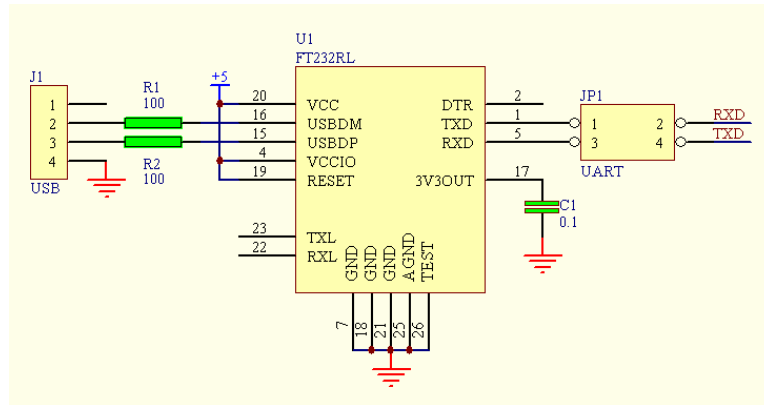 J1
1
2
3
4
USB
R1
100
R2
100
+5
U1
FT232RL
20
16
15
4
19
23
22
VCC
USBDM
USBDP
VCCIO
RESET
TXL
RXL
DTR
TXD
RXD
3V3OUT
2
1
5
17
GND
GND
GND
AGND
TEST
7
18
21
25
26
C1
0.1
JP1
1 2
3 4
UART
RXD
TXD